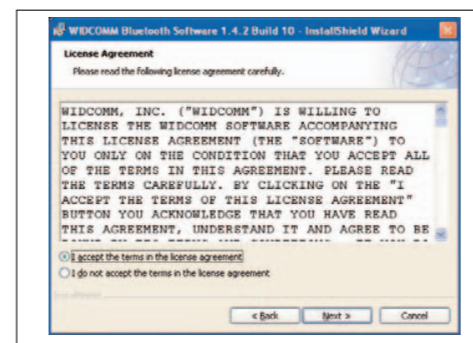 WIDCOMM Bluetooth Software 1.4.2 Build 10 - InstallShield Wizard
License Agreement
Please read the following license agreement carefully.
WIDCOMM, INC. ("WIDCOMM") IS WILLING TO
LICENSE THE WIDCOMM SOFTWARE ACCOMPANYING
THIS LICENSE AGREEMENT (THE "SOFTWARE") TO
YOU ONLY ON THE CONDITION THAT YOU ACCEPT ALL
OF THE TERMS IN THIS AGREEMENT. PLEASE READ
THE TERMS CAREFULLY. BY CLICKING ON THE "I
ACCEPT THE TERMS OF THIS LICENSE AGREEMENT"
BUTTON YOU ACKNOWLEDGE THAT YOU HAVE READ
THIS AGREEMENT, UNDERSTAND IT AND AGREE TO BE
I accept the terms in the license agreement
I do not accept the terms in the license agreement
< Back
Next >
Cancel